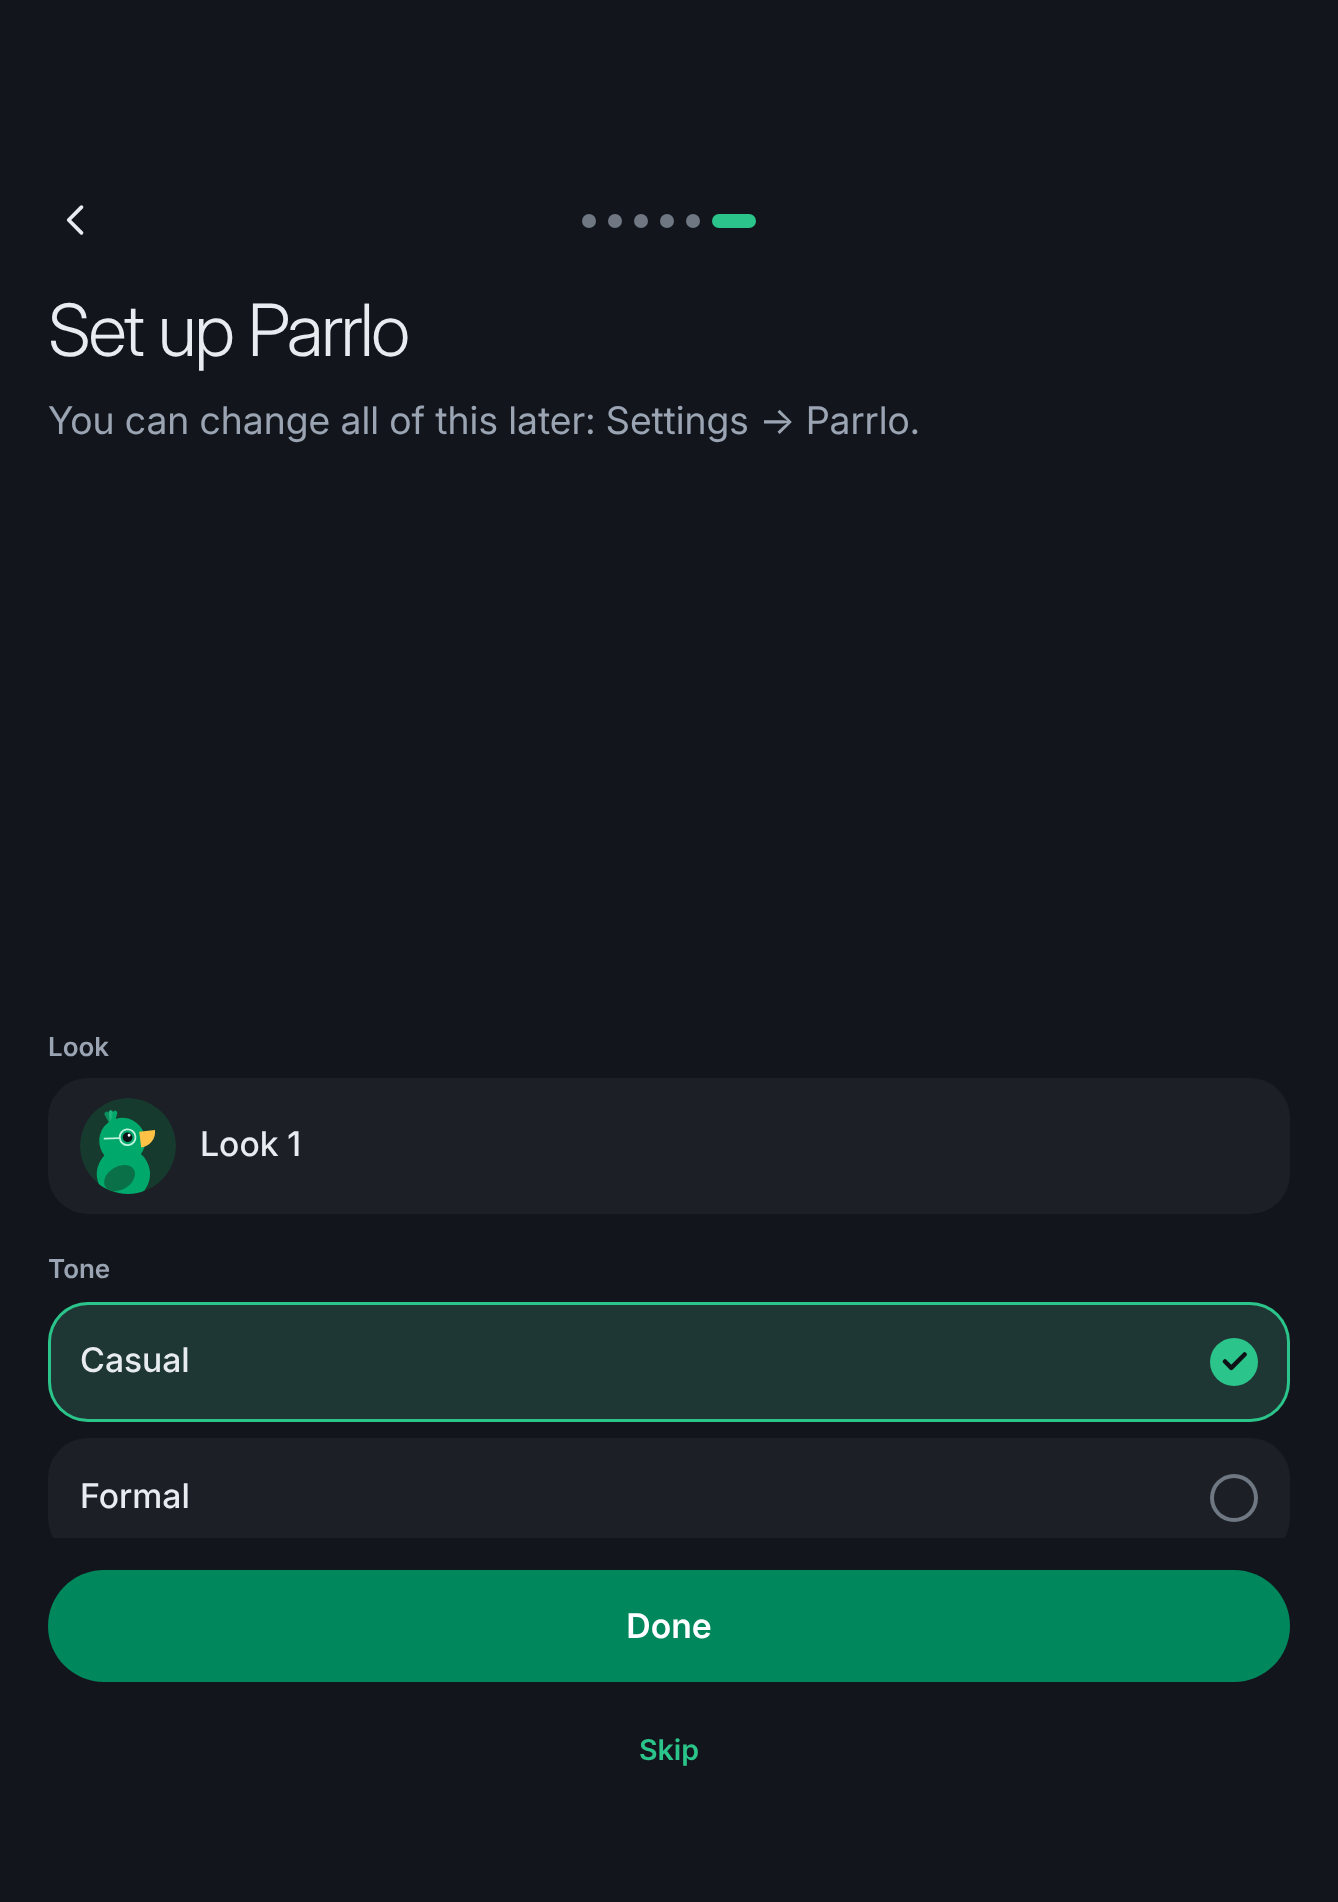 Set up Parrlo
You can change all of this later: Settings → Parrlo.
Look
Look 1
Tone
Casual
Formal
Done
Skip